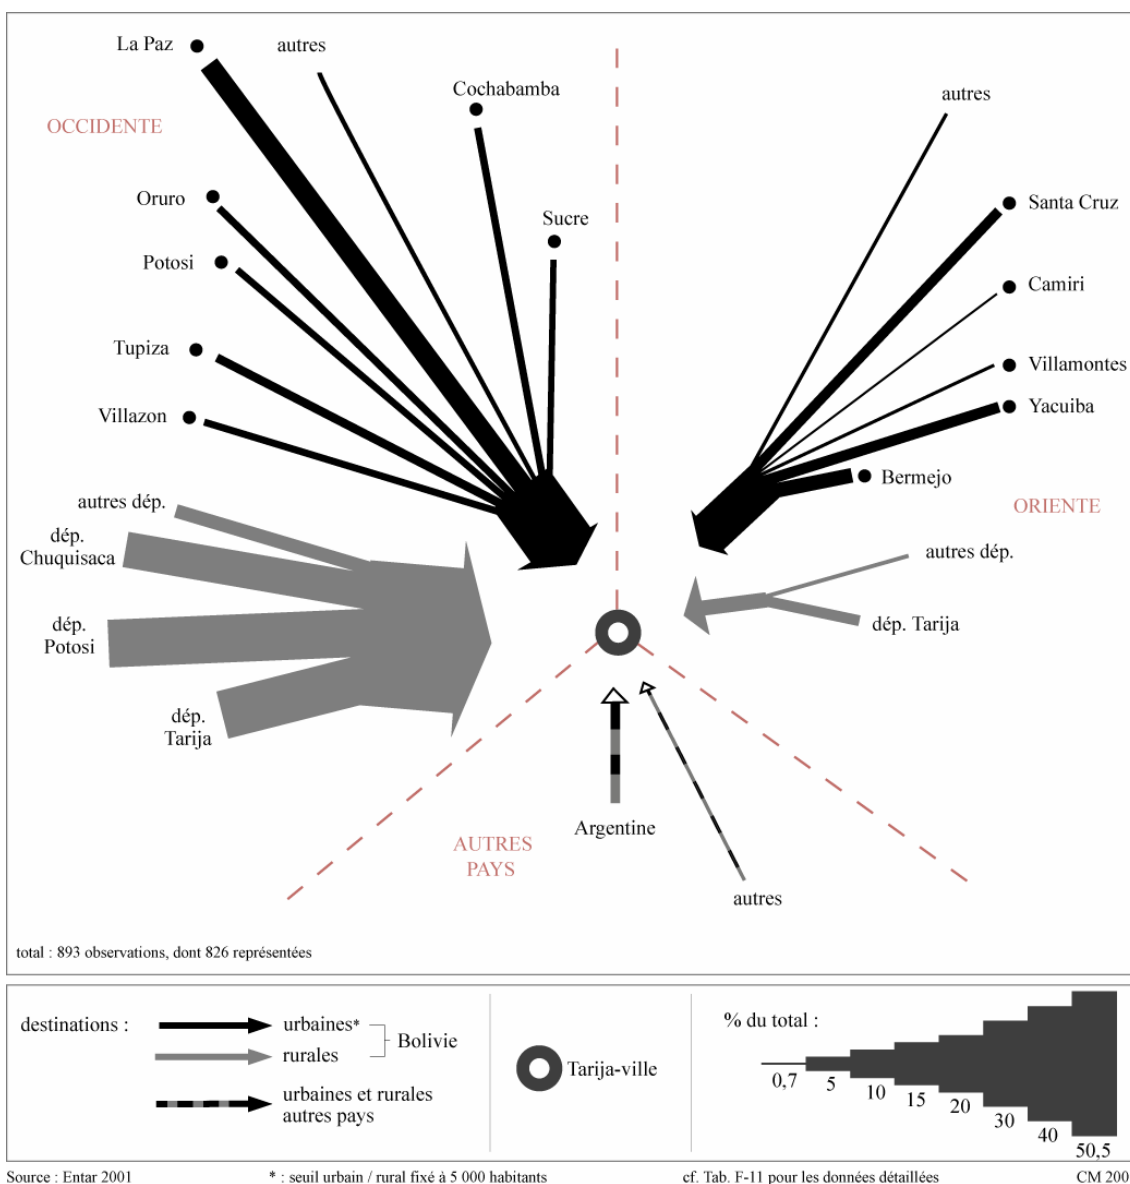 La Paz
autres
Cochabamba
autres
OCCIDENTE
Oruro
Santa Cruz
Sucre
Potosi
Camiri
Tupiza
Villamontes
Villazon
Yacuiba
Bermejo
autres dép.
ORIENTE
dép.
Chuquisaca
autres dép.
dép.
Potosi
dép. Tarija
dép.
Tarija
Argentine
AUTRES
PAYS
autres
total : 893 observations, dont 826 représentées
destinations :
urbaines*
rurales
Bolivie
urbaines et rurales
autres pays
Tarija-ville
% du total :
0,7
5
10
15
20
30
40
50,5
Source : Entar 2001
* : seuil urbain / rural fixé à 5 000 habitants
cf. Tab. F-11 pour les données détaillées
CM 200